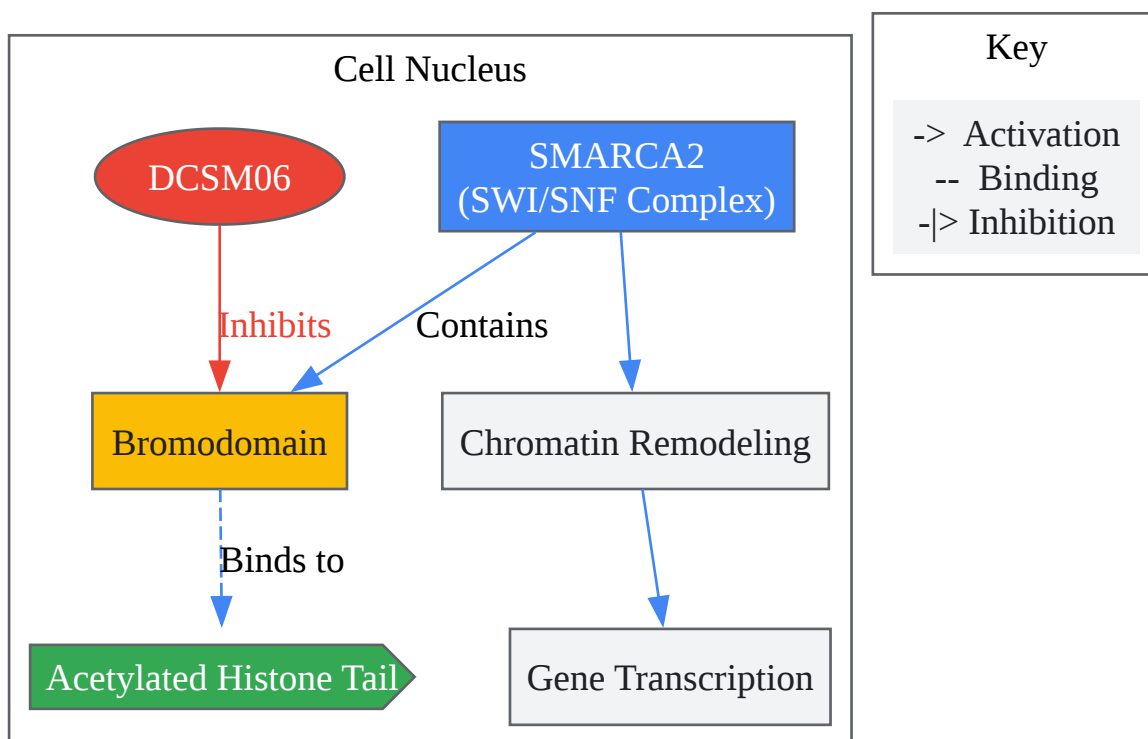 Cell Nucleus
DCSM06
SMARCA2
(SWI/SNF Complex)
Inhibits
Contains
Bromodomain
Chromatin Remodeling
Binds to
Acetylated Histone Tail
Gene Transcription
Key
-> Activation
-- Binding
-|> Inhibition